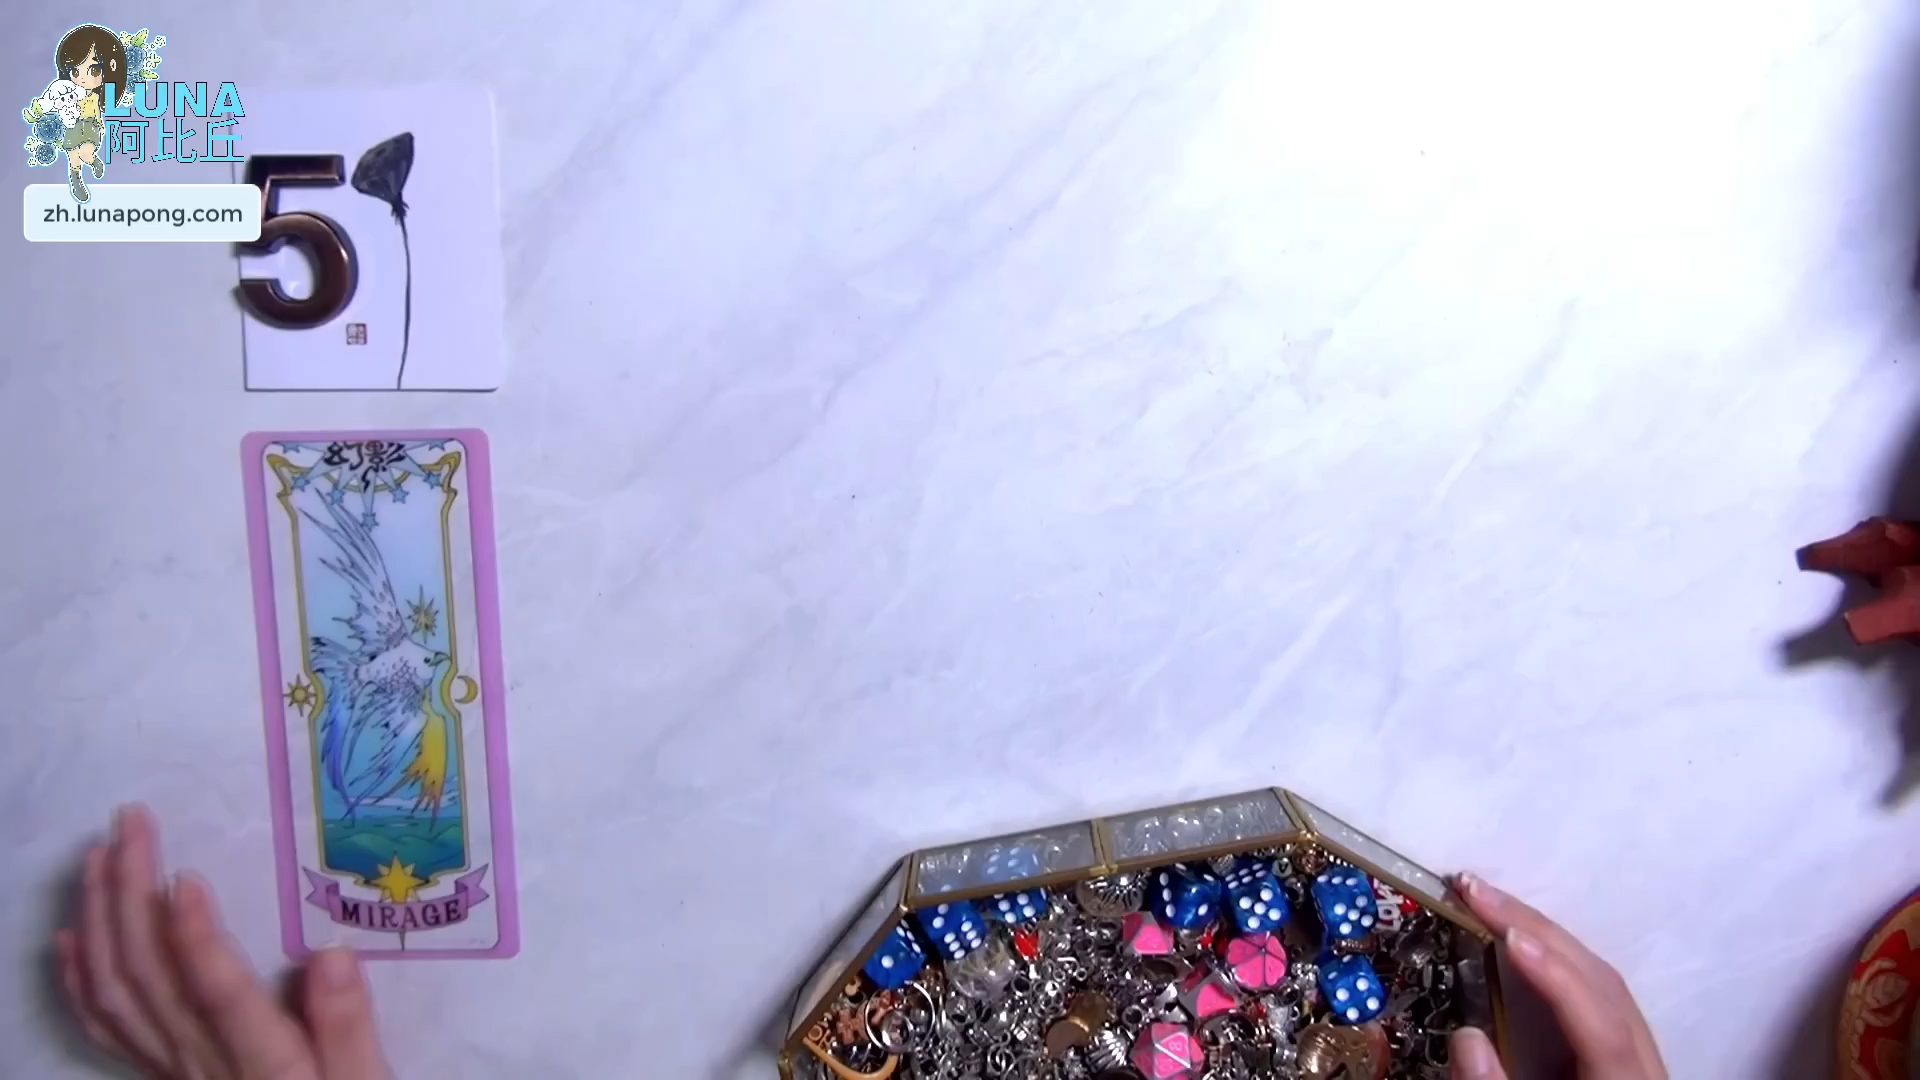 LUNA
阿比丘
zh.lunapong.com
5
幻影
MIRAGE